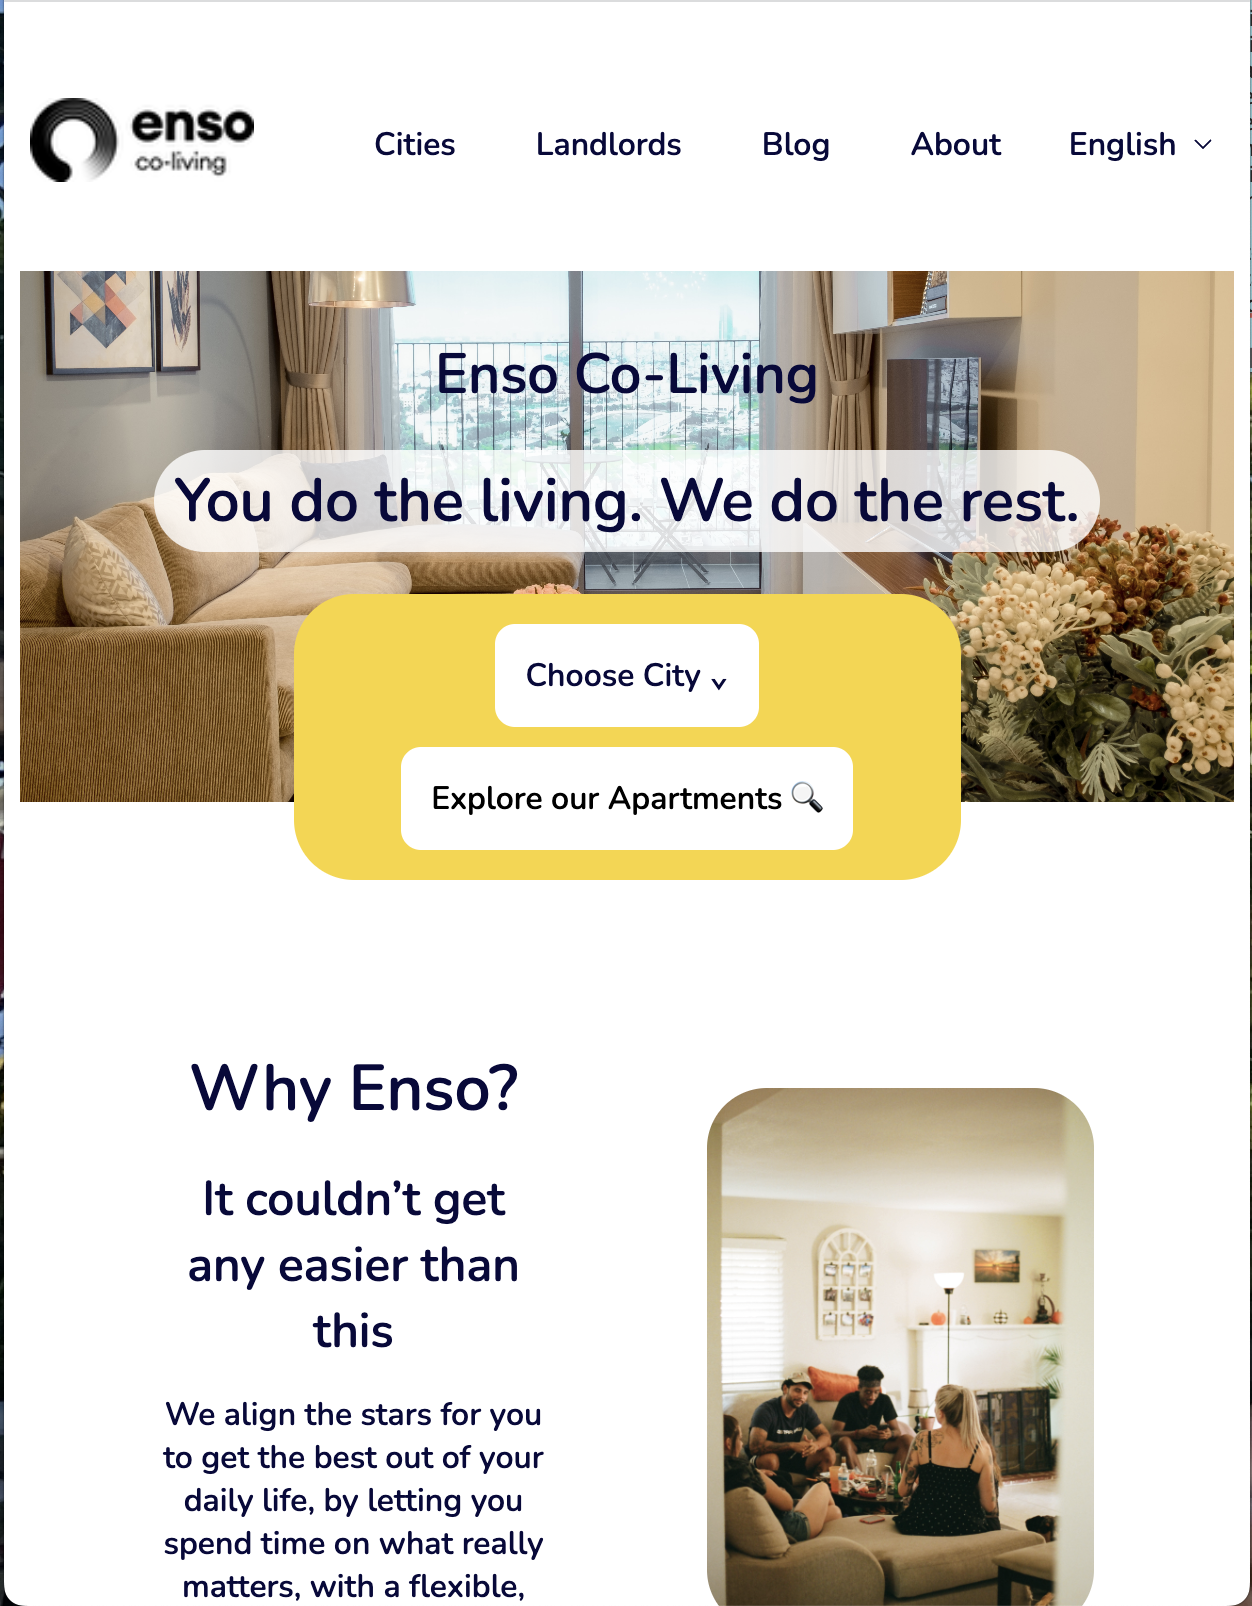 enso
co-living
Cities Landlords Blog About English
Enso Co-Living
You do the living. We do the rest.
Choose City
Explore our Apartments 🔍
Why Enso?
It couldn’t get
any easier than
this
We align the stars for you
to get the best out of your
daily life, by letting you
spend time on what really
matters, with a flexible,